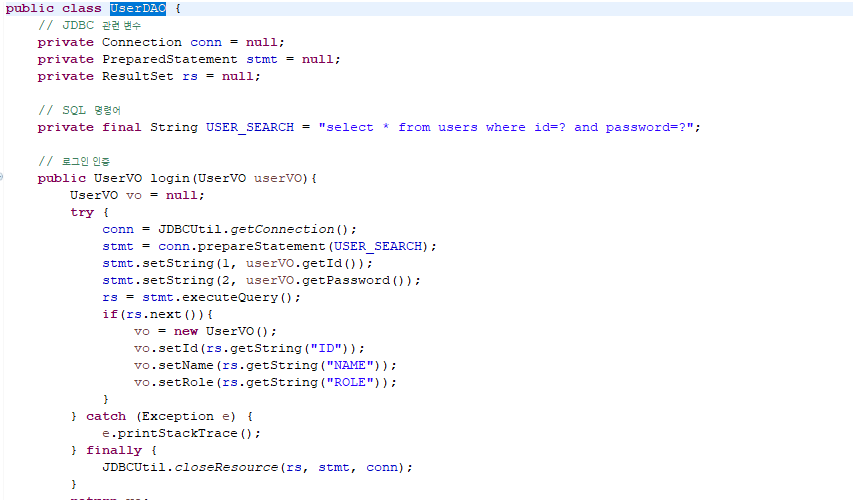 public class UserDAO {
// JDBC 관련 변수
private Connection conn = null;
private PreparedStatement stmt = null;
private ResultSet rs = null;
// SQL 명령어
private final String USER_SEARCH = "select * from users where id=? and password=?";
// 로그인 인증
public UserVO login(UserVO userVO){
UserVO vo = null;
try {
conn = JDBCUtil.getConnection();
stmt = conn.prepareStatement(USER_SEARCH);
stmt.setString(1, userVO.getId());
stmt.setString(2, userVO.getPassword());
rs = stmt.executeQuery();
if(rs.next()){
vo = new UserVO();
vo.setId(rs.getString("ID"));
vo.setName(rs.getString("NAME"));
vo.setRole(rs.getString("ROLE"));
}
} catch (Exception e) {
e.printStackTrace();
} finally {
JDBCUtil.closeResource(rs, stmt, conn);
}
return vo;